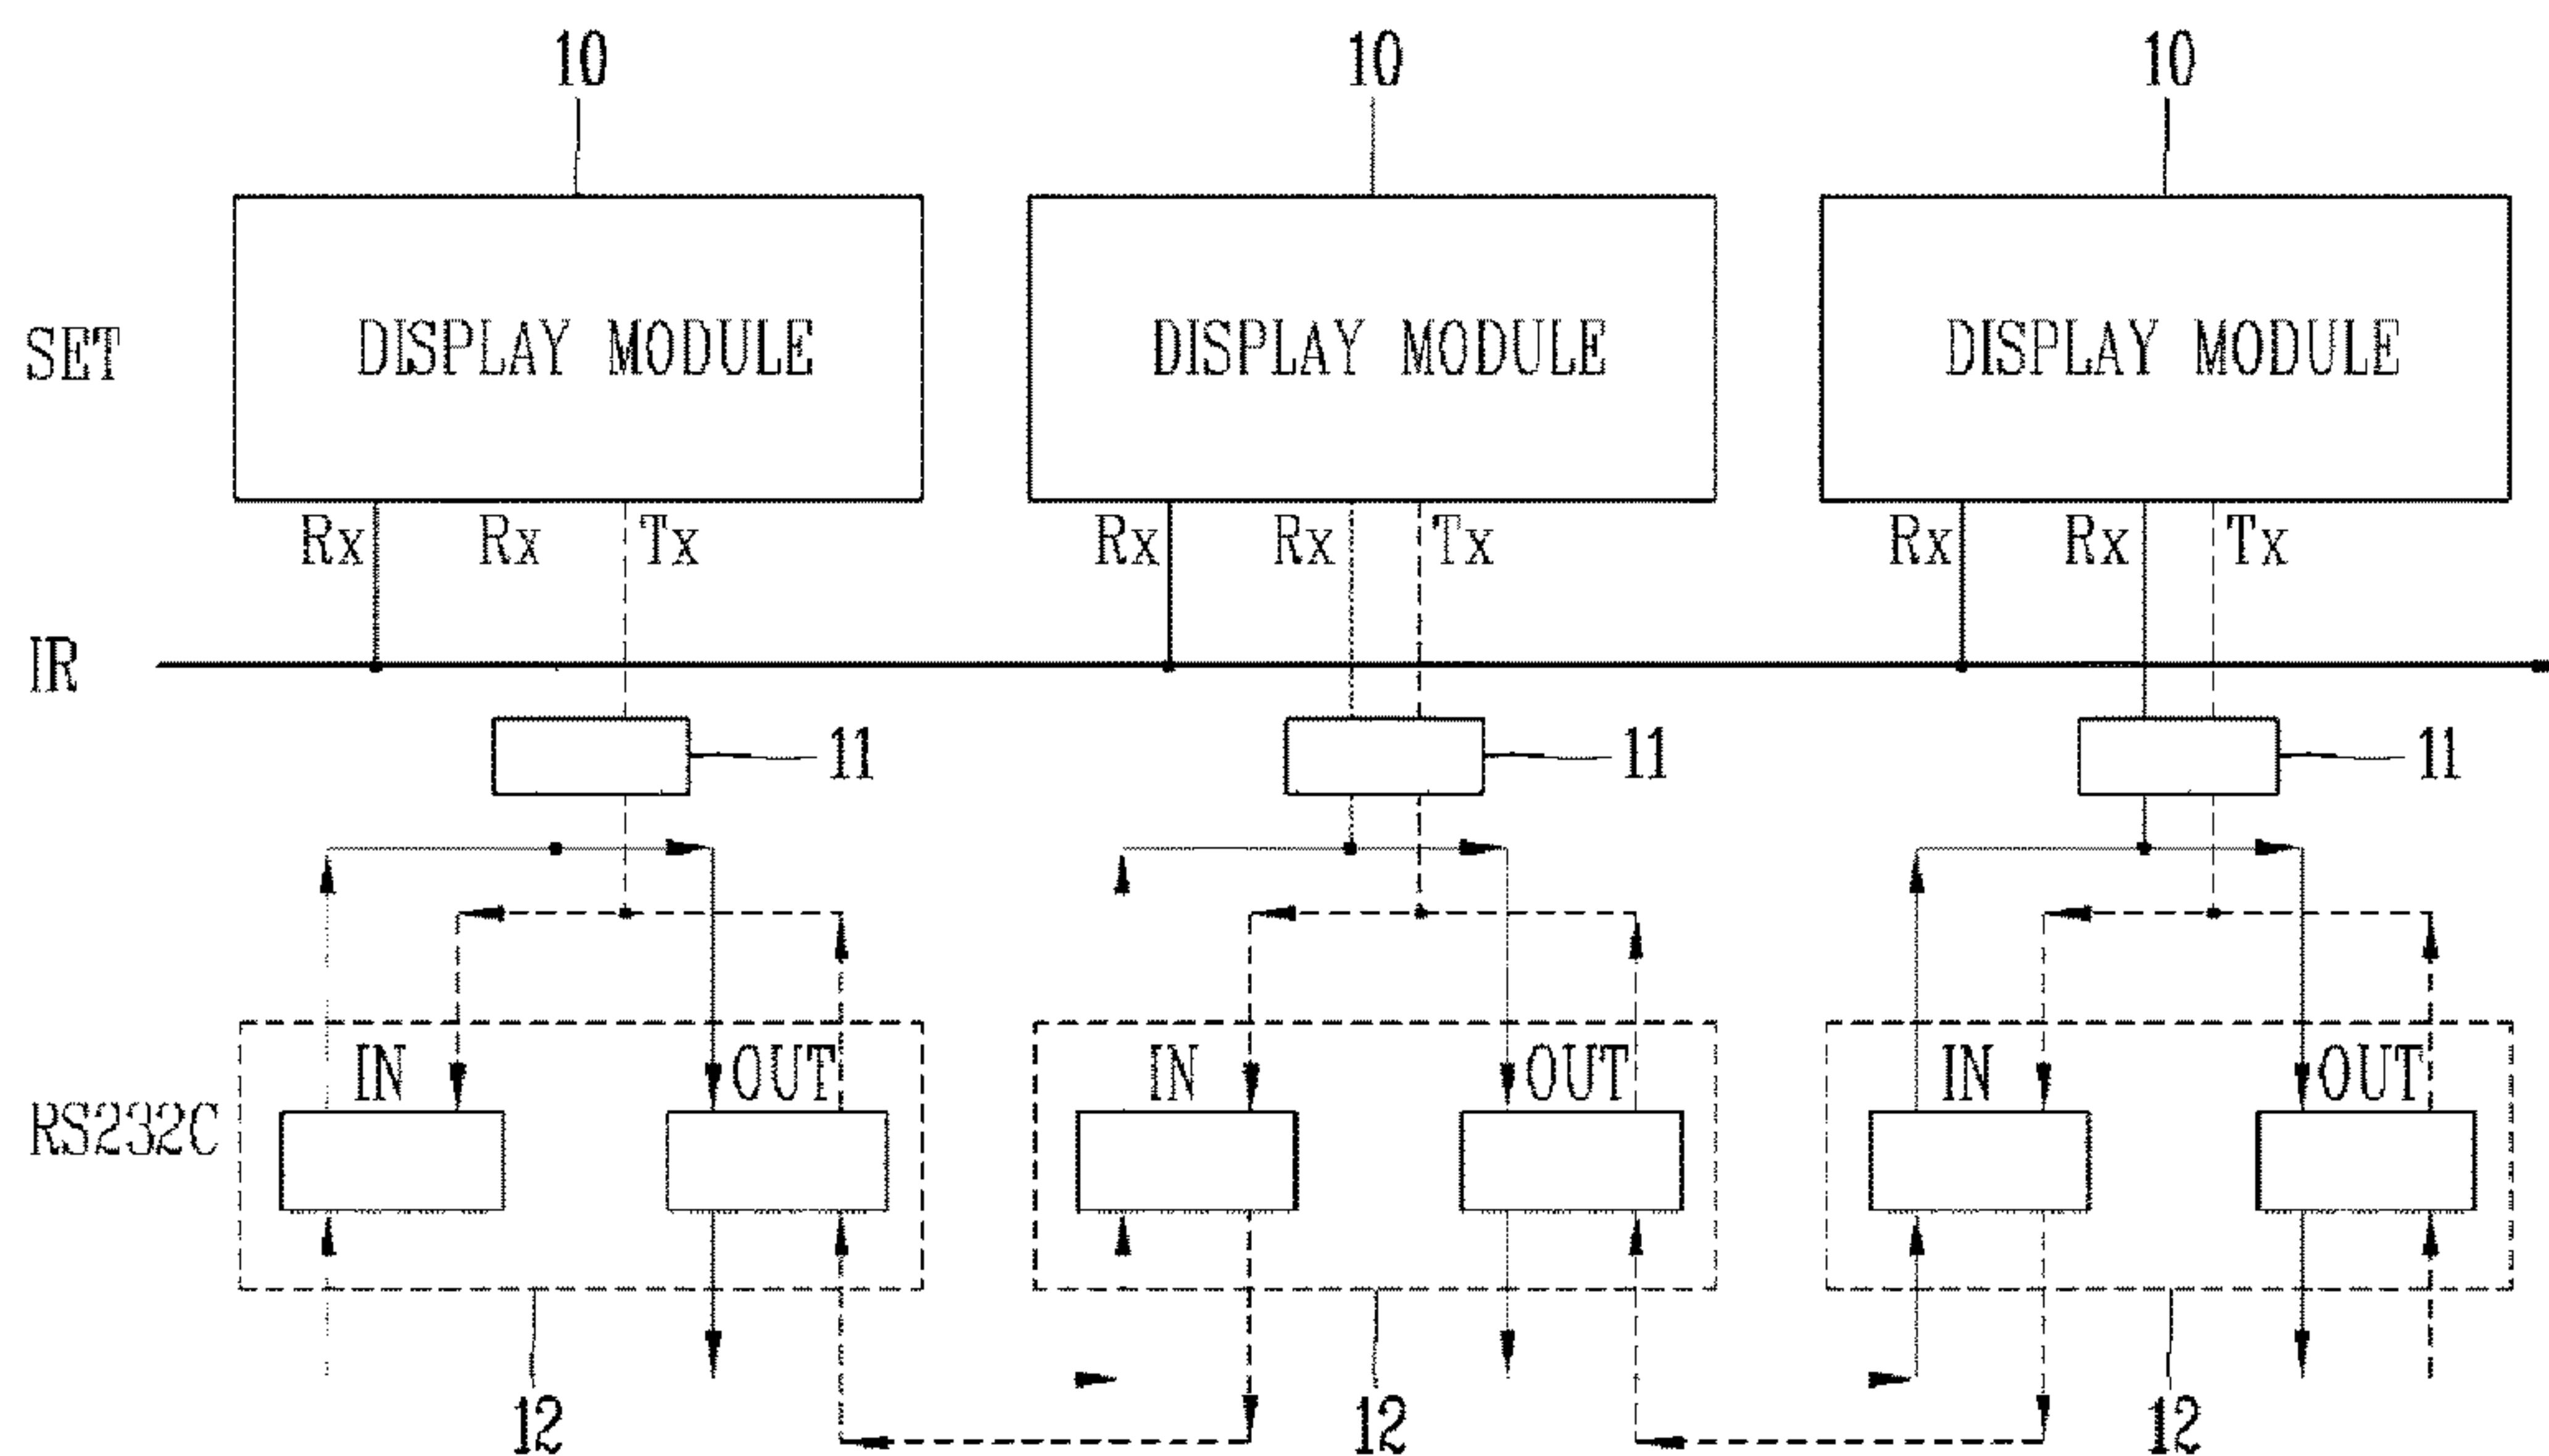 10 10 10
SET DISPLAY MODULE DISPLAY MODULE DISPLAY MODULE
Rx Rx Tx Rx Rx Tx Rx Rx Tx
IR
11 11 11
IN OUT IN OUT IN OUT
RS232C
12 12 12